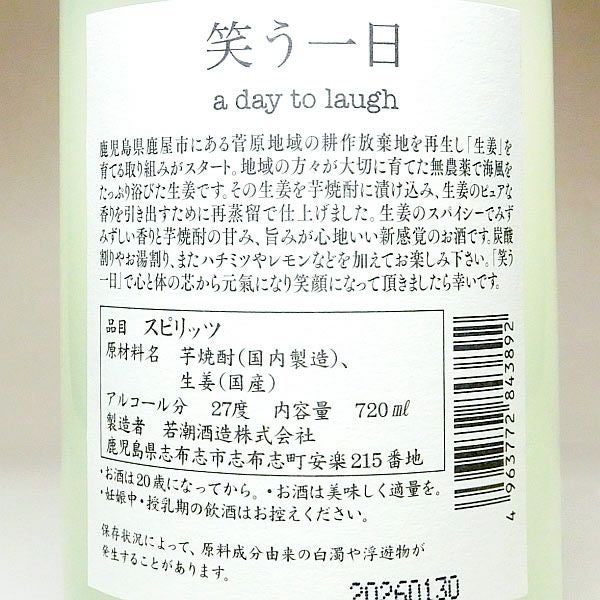 笑う一日
a day to laugh
鹿児島県鹿屋市にある菅原地域の耕作放棄地を再生し「生姜」を
育てる取り組みがスタート。地域の方々が大切に育てた無農薬で海風を
たっぷり浴びた生姜です。その生姜を芋焼酎に漬け込み、生姜のピュアな
香りを引き出すために再蒸留で仕上げました。生姜のスパイシーでみず
みずしい香りと芋焼酎の甘み、旨みが心地いい新感覚のお酒です。炭酸
割りやお湯割り、またハチミツやレモンなどを加えてお楽しみ下さい。「笑う
一日」で心と体の芯から元氣になり笑顔になって頂きましたら幸いです。
品目 スピリッツ
原材料名 芋焼酎(国内製造)、
生姜(国産)
アルコール分 27度 内容量 720㎖
製造者 若潮酒造株式会社
鹿児島県志布志市志布志町安楽215番地
・お酒は20歳になってから。・お酒は美味しく適量を。
・妊娠中・授乳期の飲酒はお控えください。
保存状況によって、原料成分由来の白濁や浮遊物が
発生することがあります。
20260130
4 963772 843892